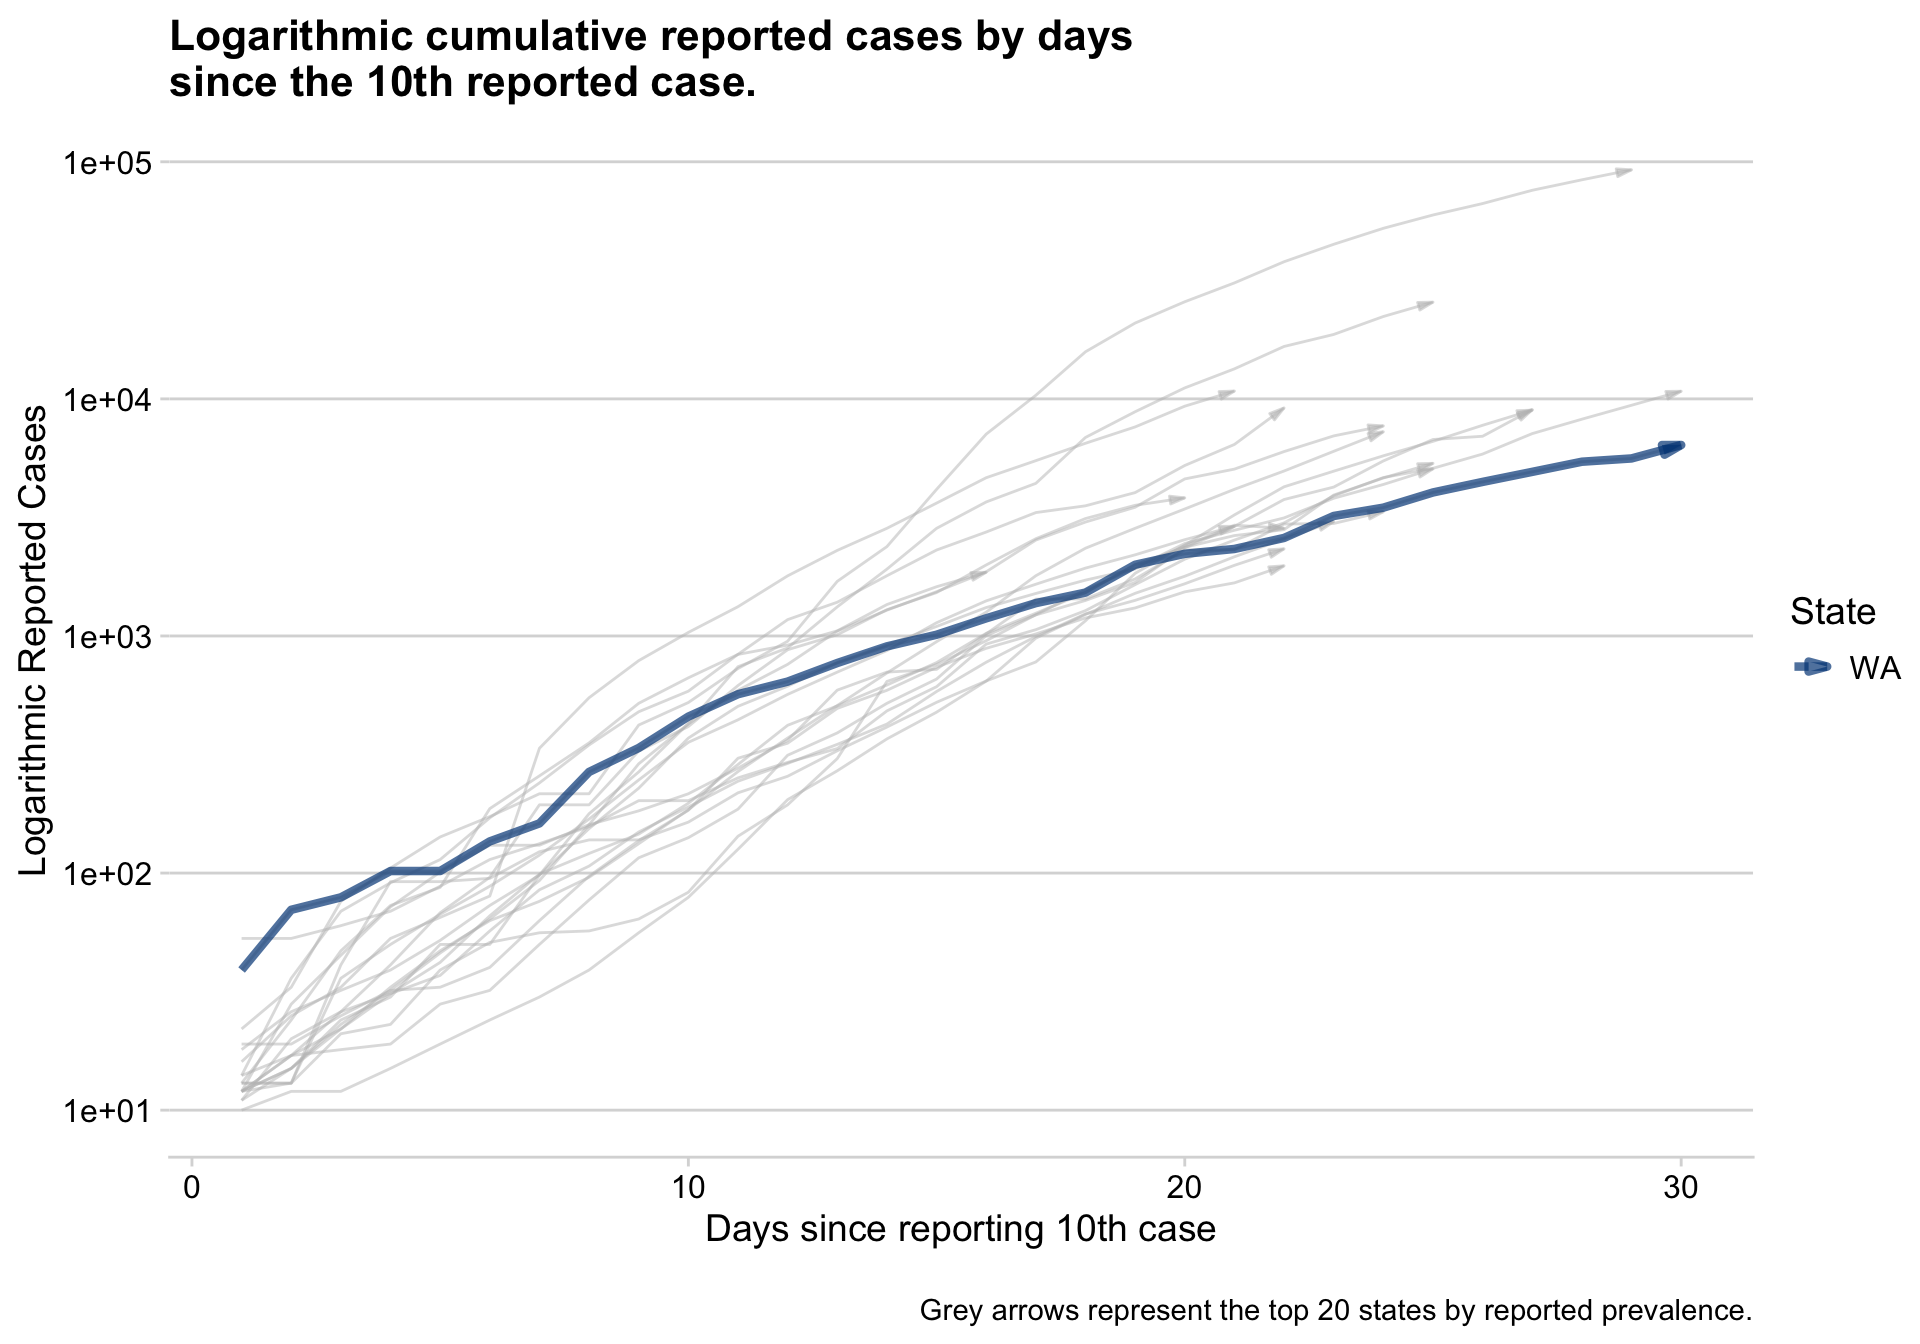 Logarithmic cumulative reported cases by days
since the 10th reported case.
1e+05
1e+04
1e+03
1e+02
1e+01
Logarithmic Reported Cases
0 10 20 30
Days since reporting 10th case
State
WA
Grey arrows represent the top 20 states by reported prevalence.